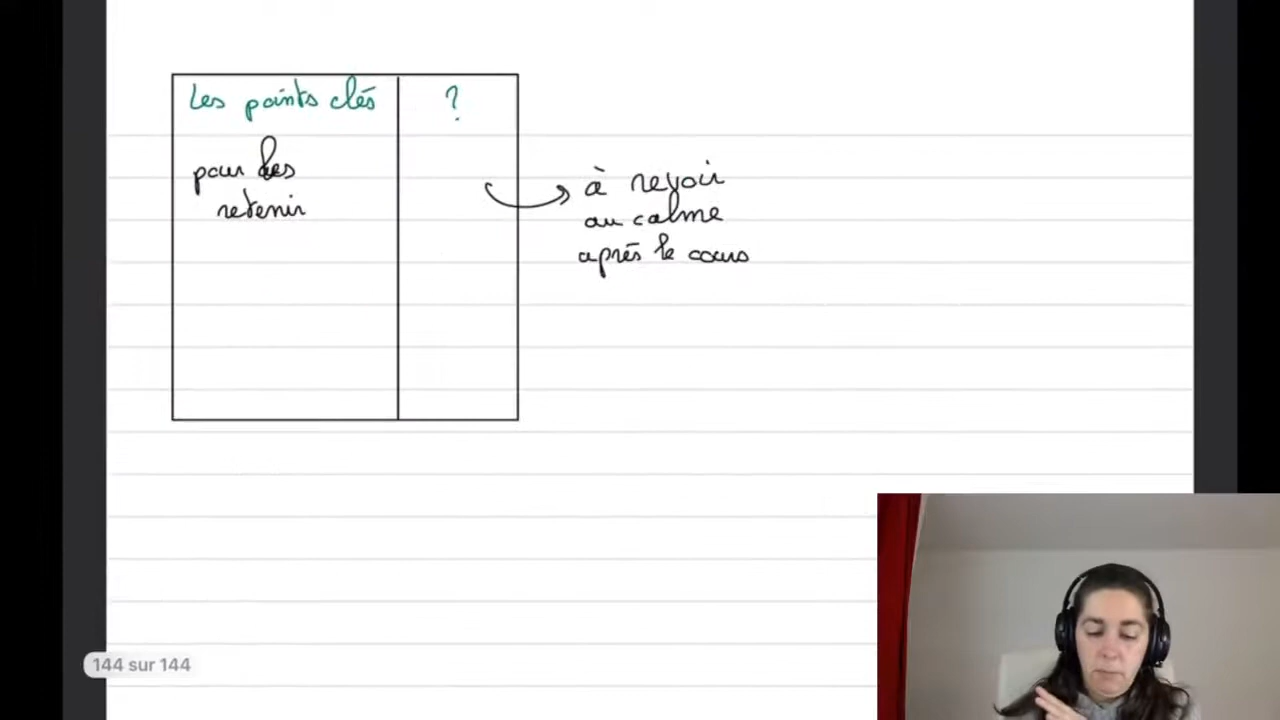 Les points clés
?
pour les
retenir
à revoir
au calme
après le cours
144 sur 144